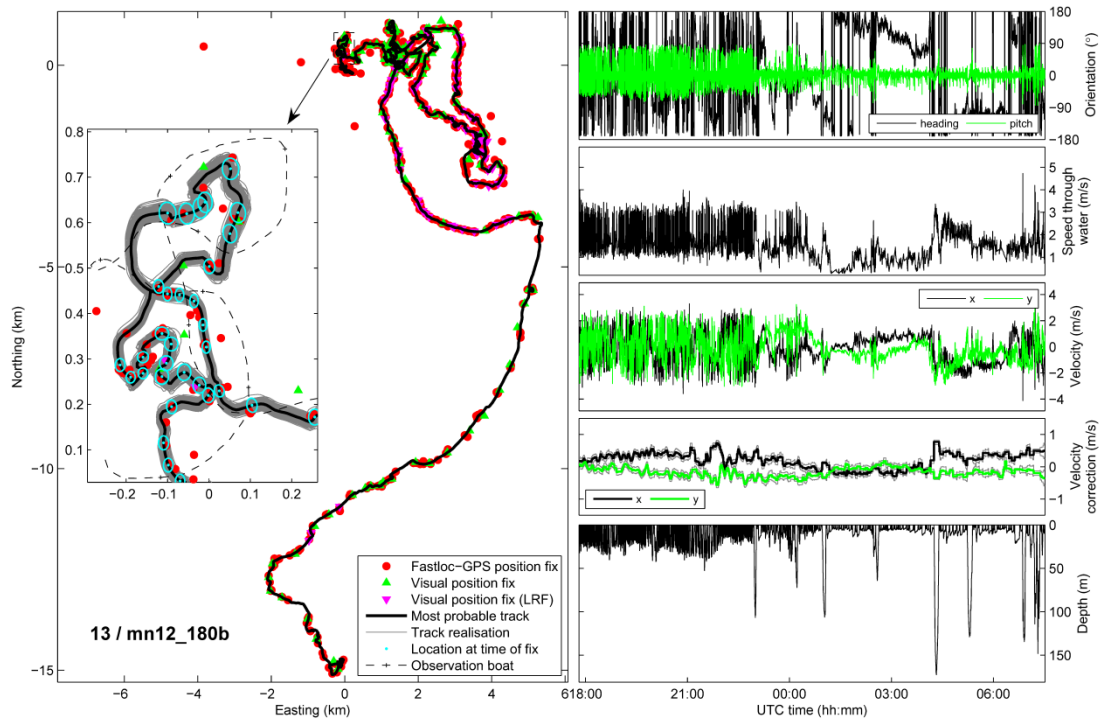 0
−5
−10
−15
Northing (km)
−8
−6
−4
−2
0
2
4
6
Easting (km)
0.8
0.7
0.6
0.5
0.4
0.3
0.2
0.1
−0.2
−0.1
0
0.1
0.2
13 / mn12_180b
Fastloc−GPS position fix
Visual position fix
Visual position fix (LRF)
Most probable track
Track realisation
Location at time of fix
Observation boat
180
90
0
−90
−180
Orientation (°)
heading
pitch
5
4
3
2
1
Speed through
water (m/s)
4
2
0
−2
−4
Velocity (m/s)
x
y
1
0
−1
Velocity
correction (m/s)
x
y
0
50
100
150
Depth (m)
18:00
21:00
00:00
03:00
06:00
UTC time (hh:mm)